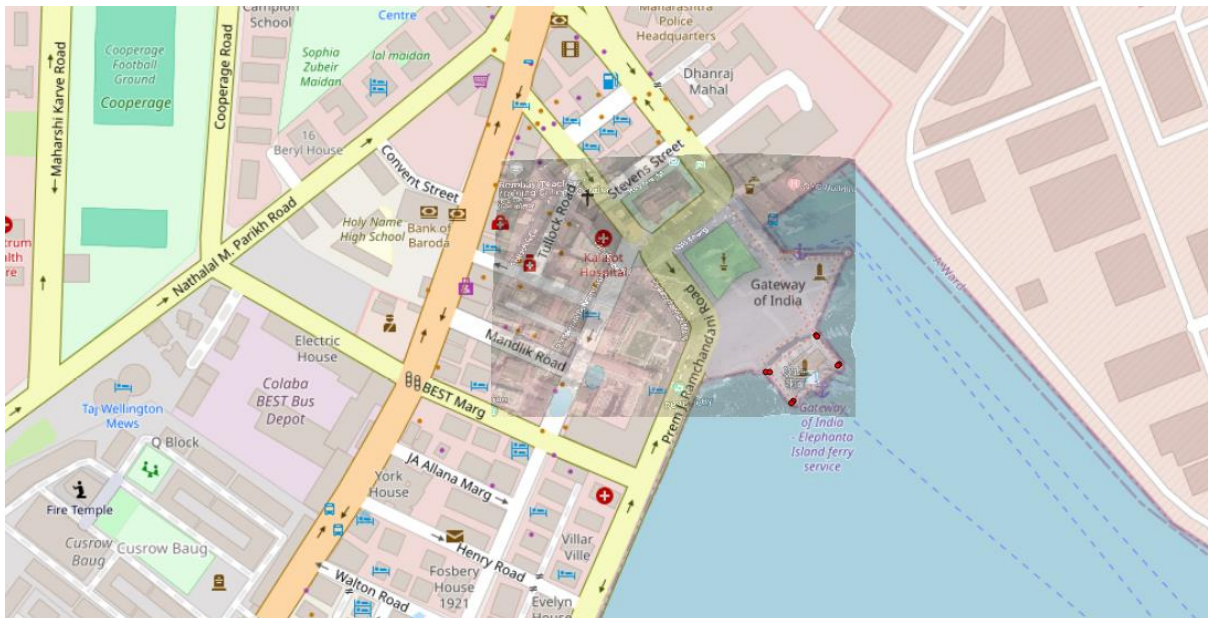 Campion
School
Centre
Maharashtra
Police
Headquarters
Cooperage
Football
Ground
Cooperage
Maharshi Karve Road
Cooperage Road
Sophia
Zubeir
Maidan
lal maidan
Dhanraj
Mahal
16
Beryl House
Convent Street
Stevens Street
Tullock Road
Holy Name
High School
Bank of
Baroda
Hospital
Nathalal M. Parikh Road
Gateway
of India
A Ward
Electric
House
Mandlik Road
Prem J. Ramchandani Road
Colaba
BEST Bus
Depot
BEST Marg
Taj Wellington
Mews
Gateway
of India
- Elephanta
Island ferry
service
Q Block
JA Allana Marg
York
House
Fire Temple
Cusrow
Baug
Cusrow Baug
Villar
Ville
Henry Road
Fosbery
House
1921
Walton Road
Evelyn
House